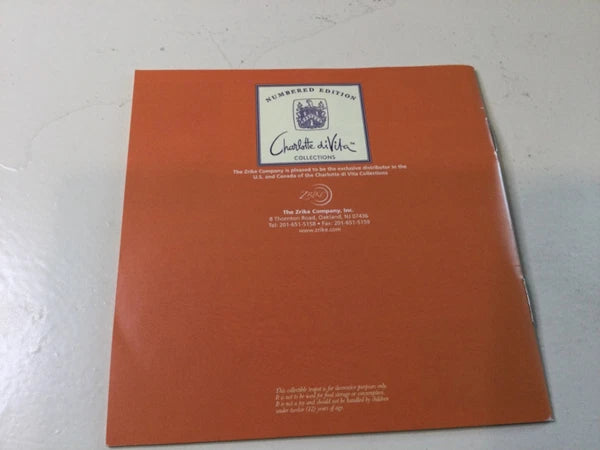 NUMBERED EDITION
Charlotte di Vita™
COLLECTIONS
The Zrike Company is pleased to be the exclusive distributor in the
U.S. and Canada of the Charlotte di Vita Collections
ZRIKE
The Zrike Company, Inc.
8 Thornton Road, Oakland, NJ 07436
Tel: 201-651-5158 • Fax: 201-651-5159
www.zrike.com
This collectible teapot is for decorative purposes only.
It is not to be used for food storage or consumption.
It is not a toy and should not be handled by children
under twelve (12) years of age.